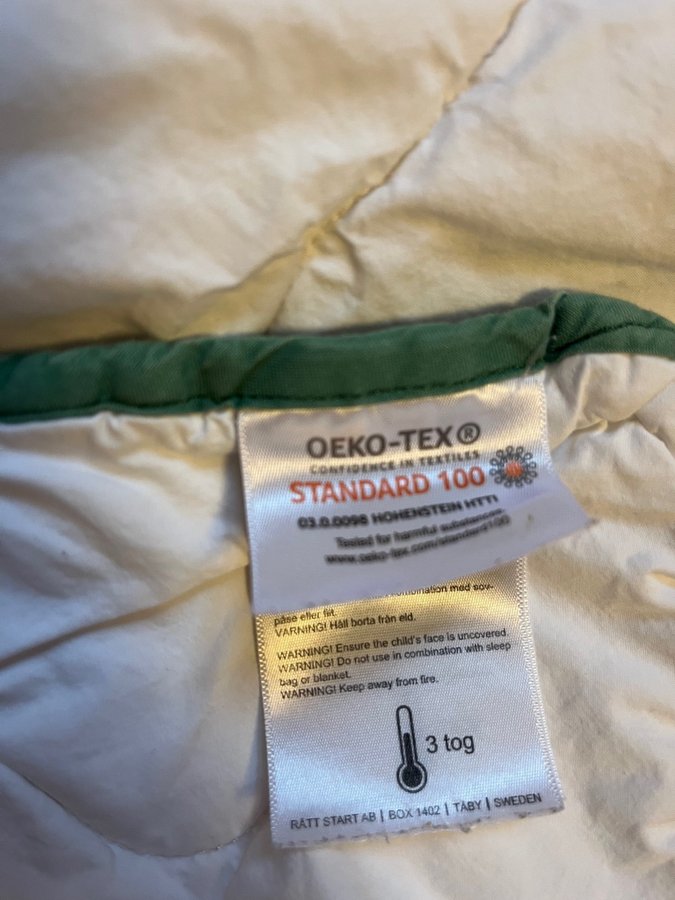 OEKO-TEX®
CONFIDENCE IN TEXTILES
STANDARD 100
03.0.0098 HOHENSTEIN HTTI
Tested for harmful substances.
www.oeko-tex.com/standard100
kombination med sov-
påse eller filt.
VARNING! Håll borta från eld.
WARNING! Ensure the child's face is uncovered.
WARNING! Do not use in combination with sleep
bag or blanket.
WARNING! Keep away from fire.
3 tog
RÄTT START AB | BOX 1402 | TÄBY | SWEDEN